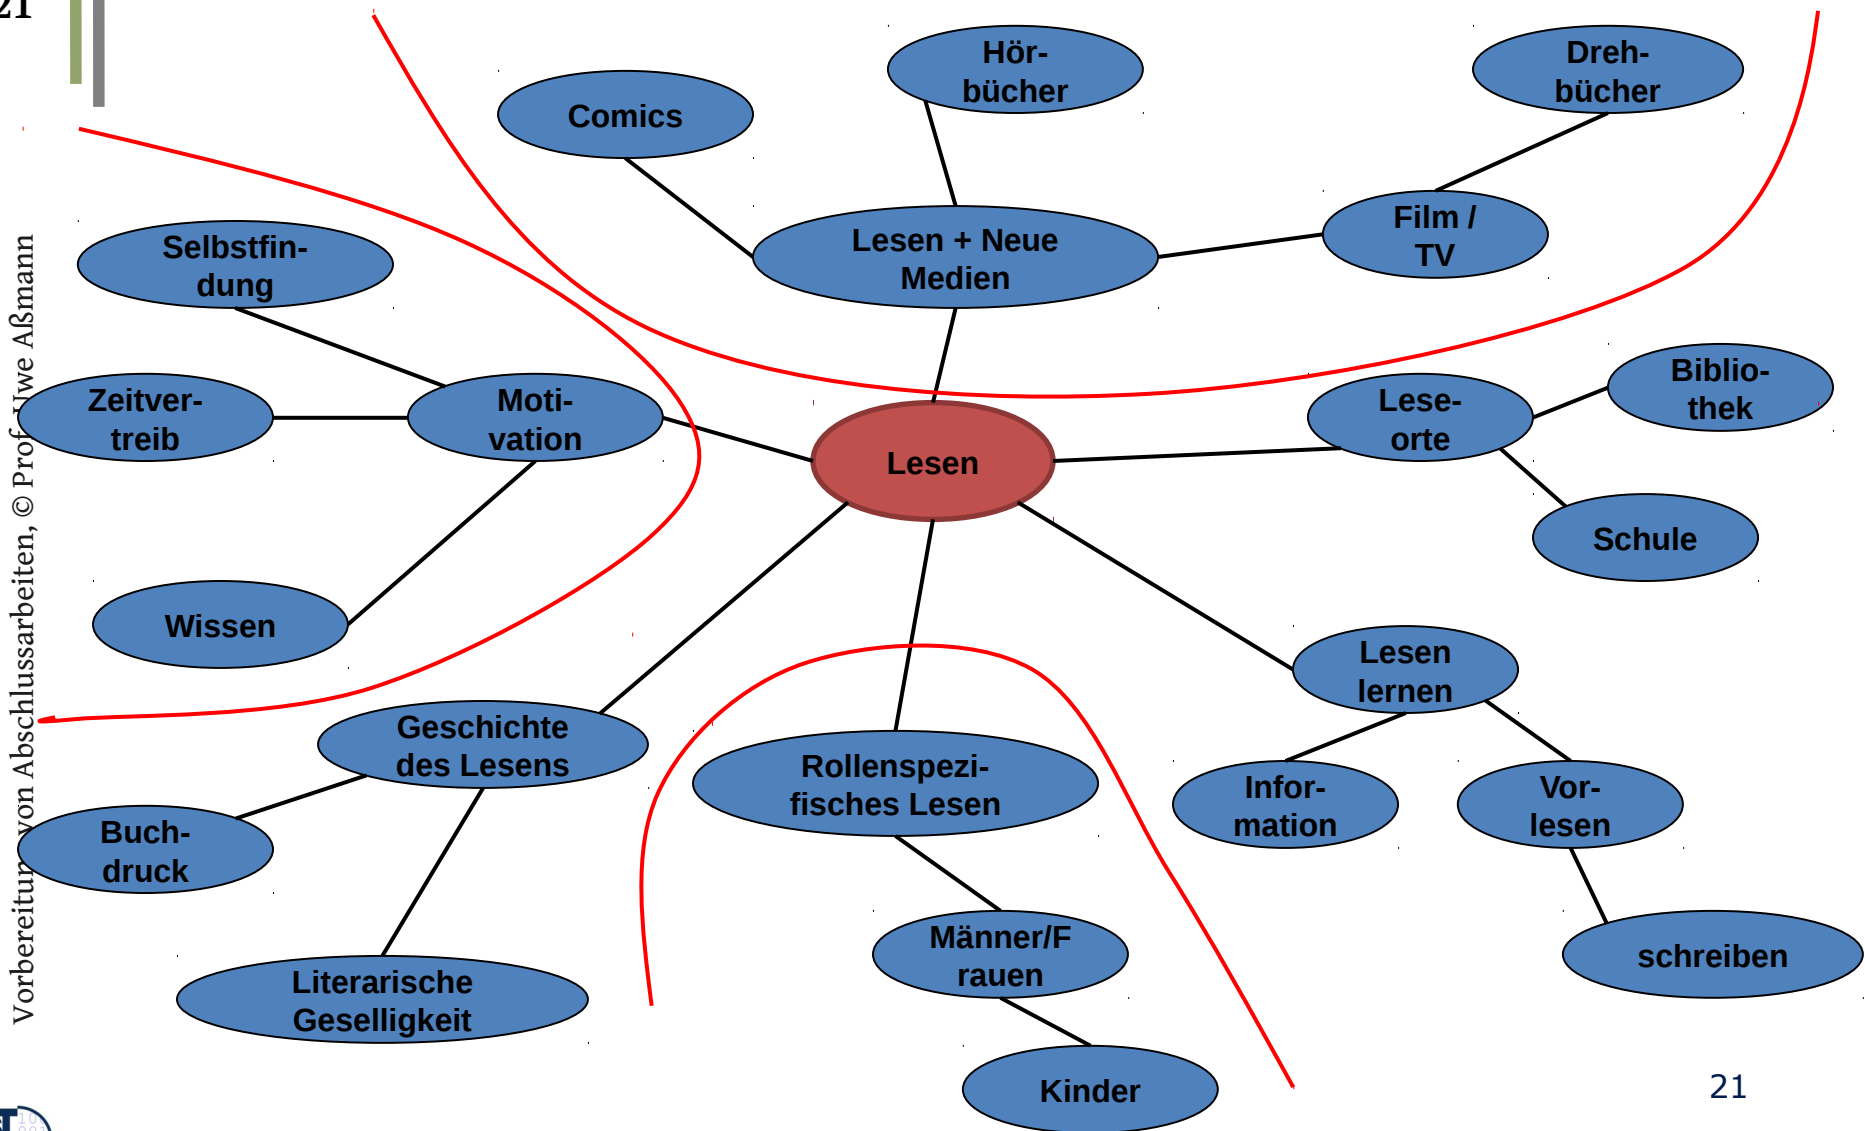 21
Hör-
bücher
Dreh-
bücher
Comics
Film /
TV
Lesen + Neue
Medien
Selbstfin-
dung
Zeitver-
treib
Moti-
vation
Lesen
Lese-
orte
Biblio-
thek
Schule
Wissen
Lesen
lernen
Geschichte
des Lesens
Rollenspezi-
fisches Lesen
Infor-
mation
Vor-
lesen
Buch-
druck
Männer/F
rauen
schreiben
Literarische
Geselligkeit
Kinder
Vorbereitung von Abschlussarbeiten, © Prof. Uwe Aßmann
21